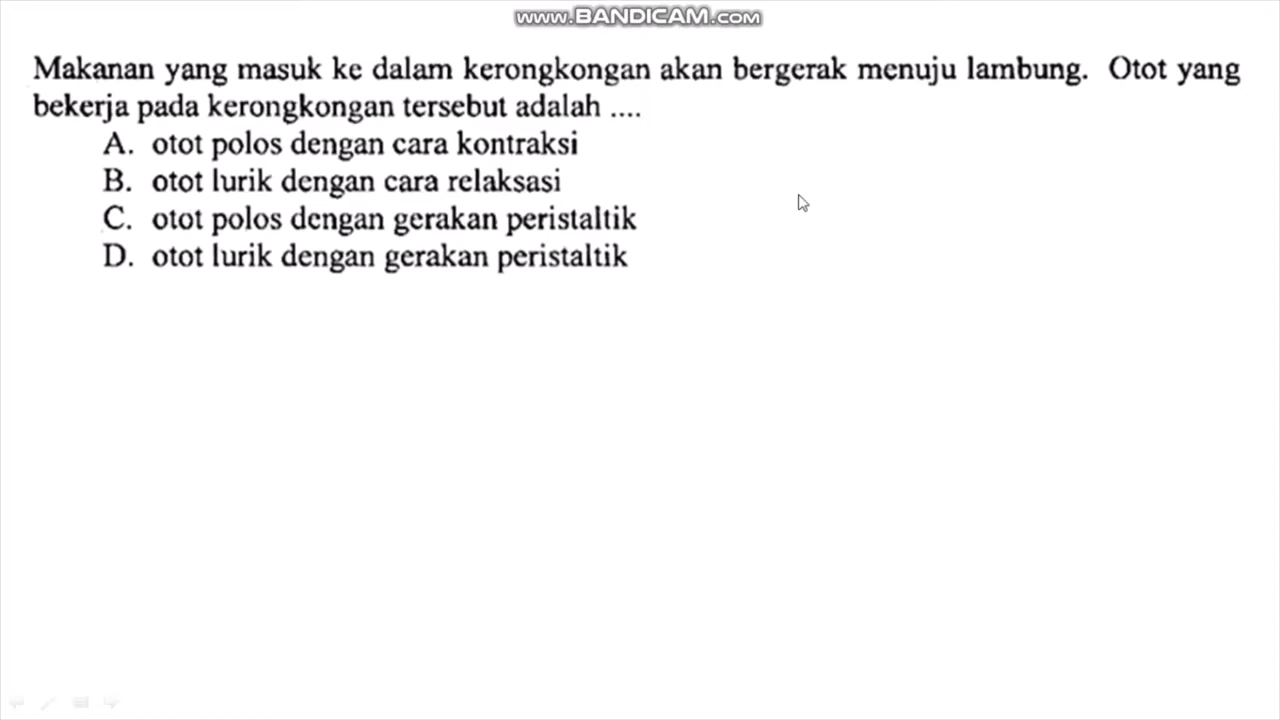 www.BANDICAM.com
Makanan yang masuk ke dalam kerongkongan akan bergerak menuju lambung. Otot yang
bekerja pada kerongkongan tersebut adalah ....
A. otot polos dengan cara kontraksi
B. otot lurik dengan cara relaksasi
C. otot polos dengan gerakan peristaltik
D. otot lurik dengan gerakan peristaltik